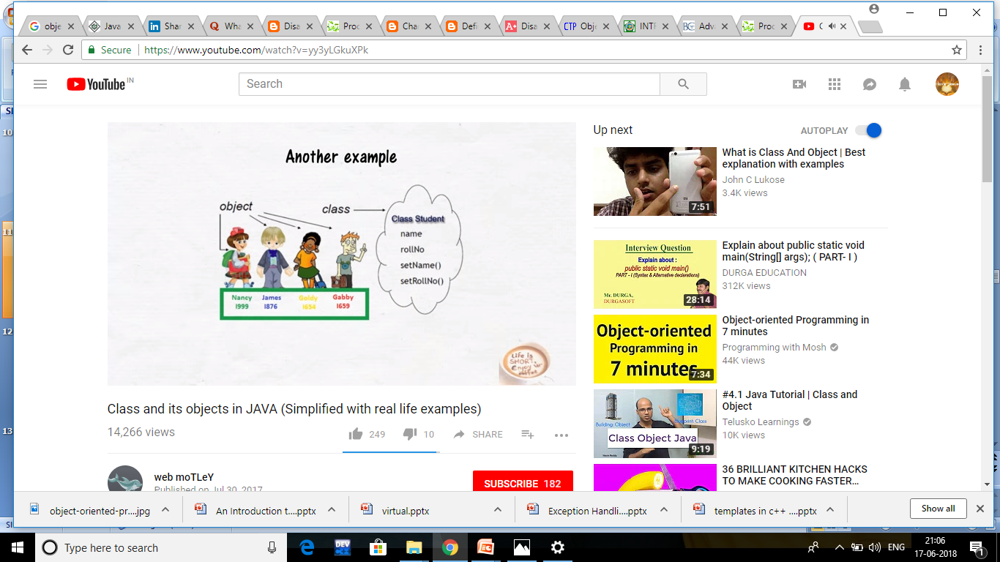 obje
Java
Shar
Wha
Disa
Proc
Cha
Defi
Disa
CTP Obje
INTR
Adva
Proc
Secure
https://www.youtube.com/watch?v=yy3yLGkuXPk
YouTube IN
Search
Another example
object
class
Class Student
name
rollNo
setName()
setRollNo()
Nancy James Goldy Gabby
1999 1876 1654 1659
Life is
SHORT,
Enjoy
Class and its objects in JAVA (Simplified with real life examples)
14,266 views
249
10
SHARE
web moTLeY
Published on Jul 30, 2017
SUBSCRIBE 182
Up next
AUTOPLAY
7:51
What is Class And Object | Best
explanation with examples
John C Lukose
3.4K views
Interview Question
Explain about :
public static void main()
PART - I (Syntax & Alternative declarations)
Mr. DURGA,
DURGASOFT
28:14
Explain about public static void
main(String[] args); ( PART- I )
DURGA EDUCATION
312K views
Object-oriented
Programming in
7 minutes
7:34
Object-oriented Programming in
7 minutes
Programming with Mosh
44K views
Building: Object
Blueprint: Class
Class Object Java
9:19
#4.1 Java Tutorial | Class and
Object
Telusko Learnings
10K views
36 BRILLIANT KITCHEN HACKS
TO MAKE COOKING FASTER...
10
11
12
13
object-oriented-pr....jpg
An Introduction t....pptx
virtual.pptx
Exception Handli....pptx
templates in c++ ....pptx
Show all
Type here to search
DEV
ENG
21:06
17-06-2018
1